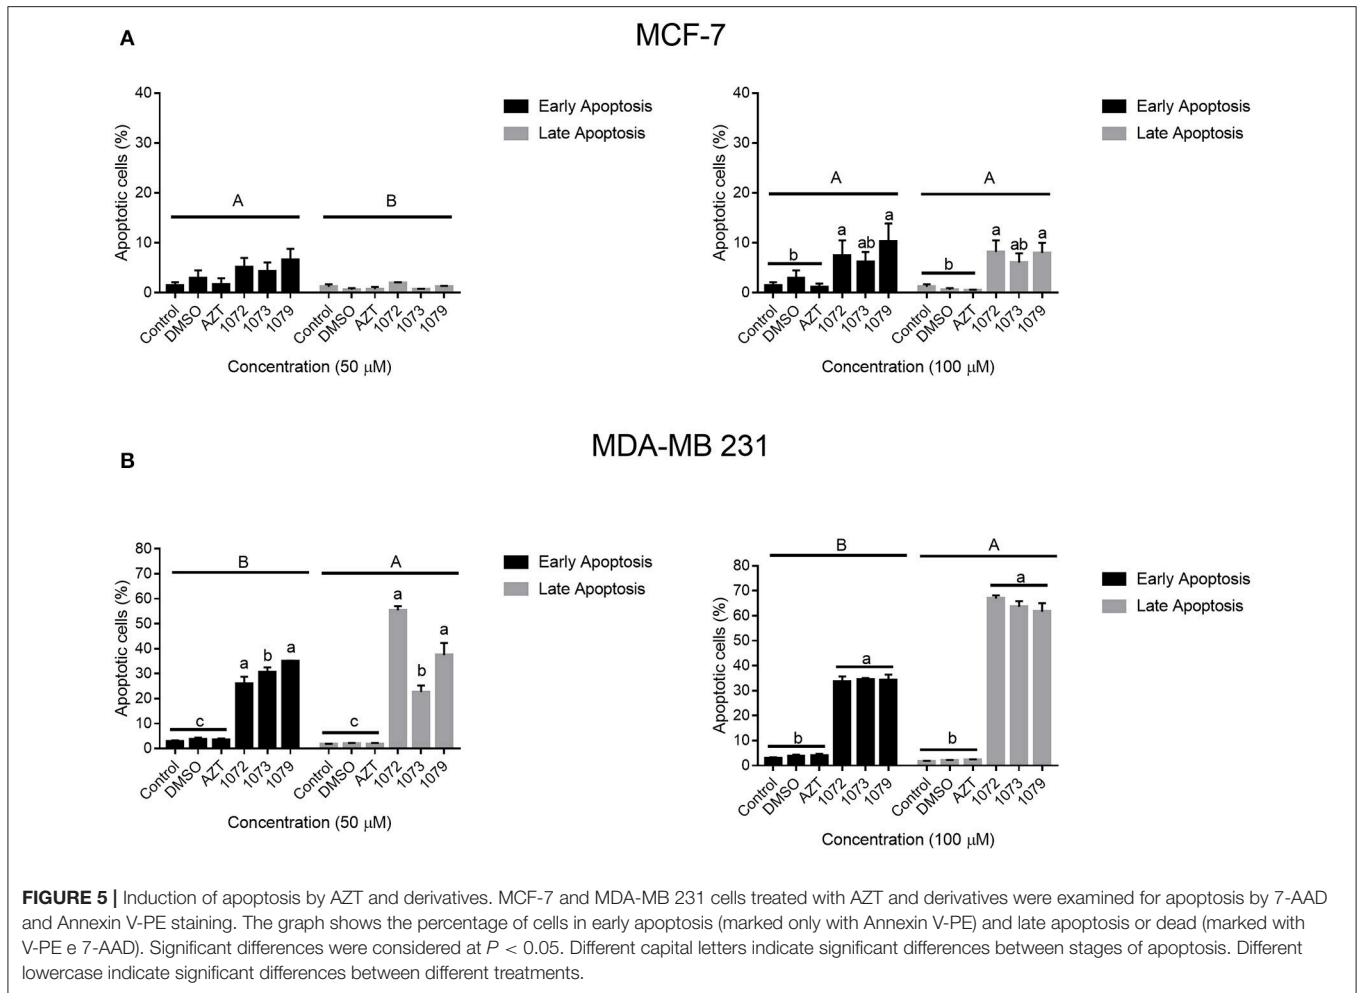 A
MCF-7
40
30
20
10
0
Apoptotic cells (%)
A
B
Early Apoptosis
Late Apoptosis
Control
DMSO
AZT
1072
1073
1079
Control
DMSO
AZT
1072
1073
1079
Concentration (50 μM)
40
30
20
10
0
Apoptotic cells (%)
A
A
b
a
ab
a
b
a
ab
a
Early Apoptosis
Late Apoptosis
Control
DMSO
AZT
1072
1073
1079
Control
DMSO
AZT
1072
1073
1079
Concentration (100 μM)
B
MDA-MB 231
80
70
60
50
40
30
20
10
0
Apoptotic cells (%)
B
A
c
a
b
a
c
a
b
a
Early Apoptosis
Late Apoptosis
Control
DMSO
AZT
1072
1073
1079
Control
DMSO
AZT
1072
1073
1079
Concentration (50 μM)
80
70
60
50
40
30
20
10
0
Apoptotic cells (%)
B
A
b
a
b
a
Early Apoptosis
Late Apoptosis
Control
DMSO
AZT
1072
1073
1079
Control
DMSO
AZT
1072
1073
1079
Concentration (100 μM)
FIGURE 5 | Induction of apoptosis by AZT and derivatives. MCF-7 and MDA-MB 231 cells treated with AZT and derivatives were examined for apoptosis by 7-AAD
and Annexin V-PE staining. The graph shows the percentage of cells in early apoptosis (marked only with Annexin V-PE) and late apoptosis or dead (marked with
V-PE e 7-AAD). Significant differences were considered at P < 0.05. Different capital letters indicate significant differences between stages of apoptosis. Different
lowercase indicate significant differences between different treatments.